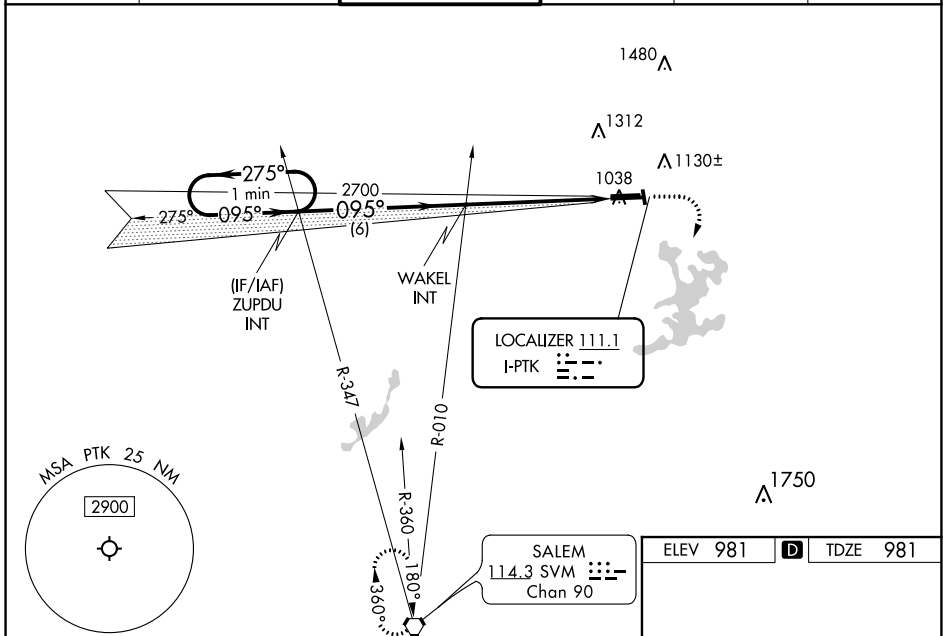 1480
1312
1130±
1038
275°
1 min
2700
275°
095°
095°
(6)
(IF/IAF)
ZUPDU
INT
WAKEL
INT
LOCALIZER 111.1
I-PTK
R-347
R-010
R-360
MSA PTK 25 NM
2900
1750
180°
360°
SALEM
114.3 SVM
Chan 90
ELEV 981 D TDZE 981